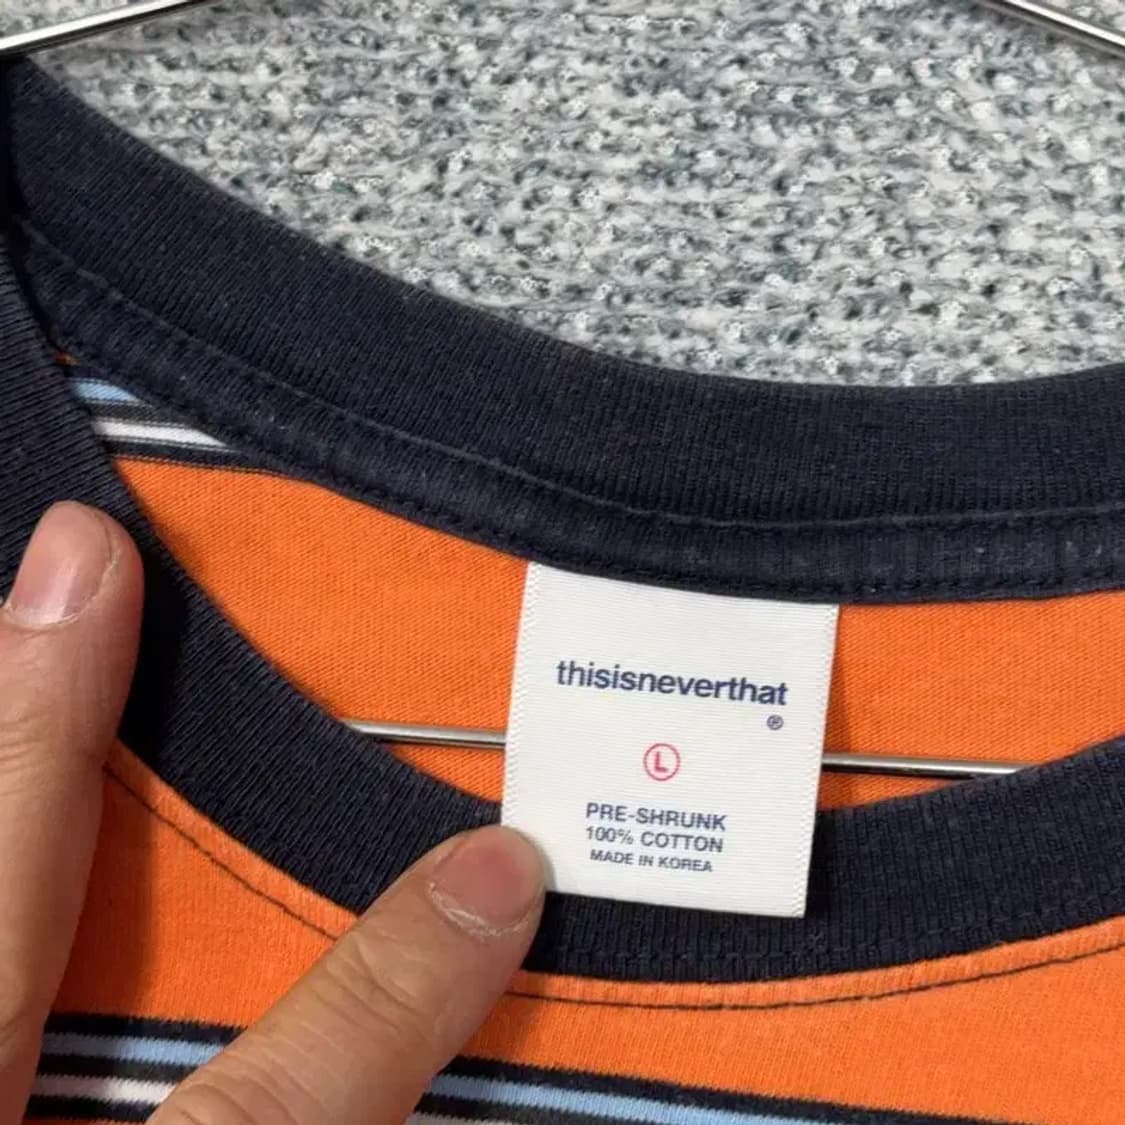 thisisneverthat
®
L
PRE-SHRUNK
100% COTTON
MADE IN KOREA